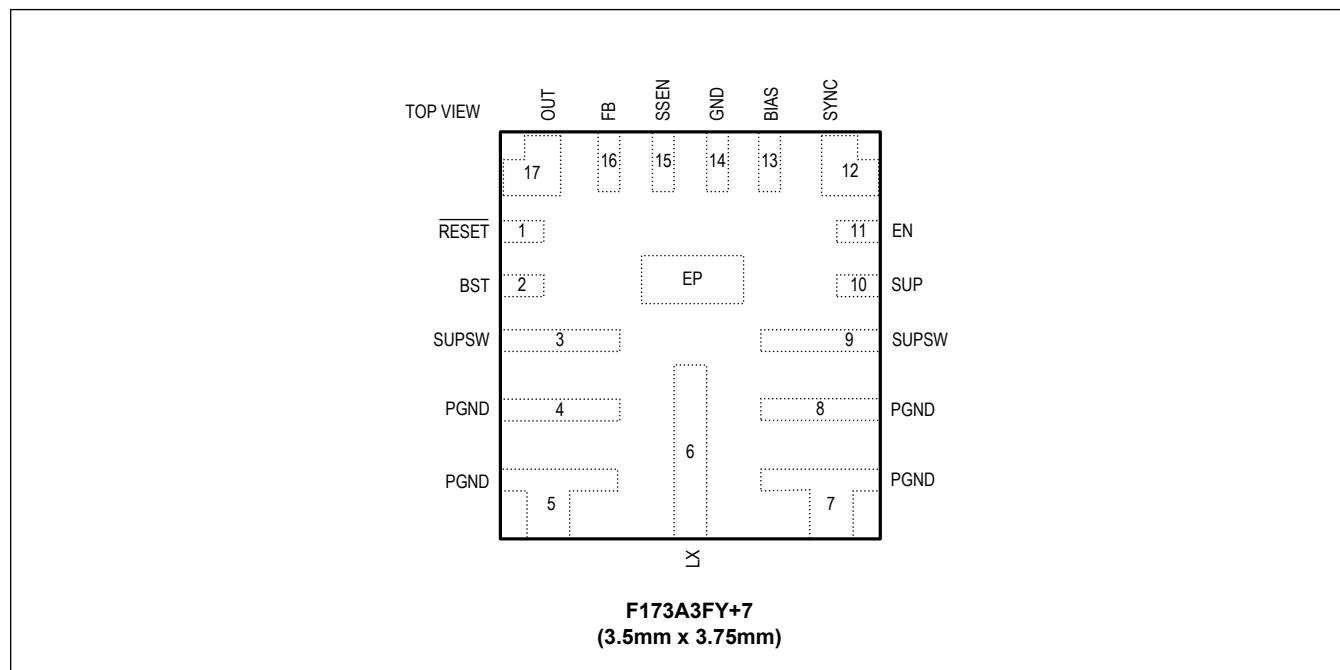 TOP VIEW
OUT FB SSEN GND BIAS SYNC
17 16 15 14 13 12
RESET 1 11 EN
BST 2 EP 10 SUP
SUPSW 3 9 SUPSW
PGND 4 8 PGND
6
PGND 5 7 PGND
LX
F173A3FY+7
(3.5mm x 3.75mm)